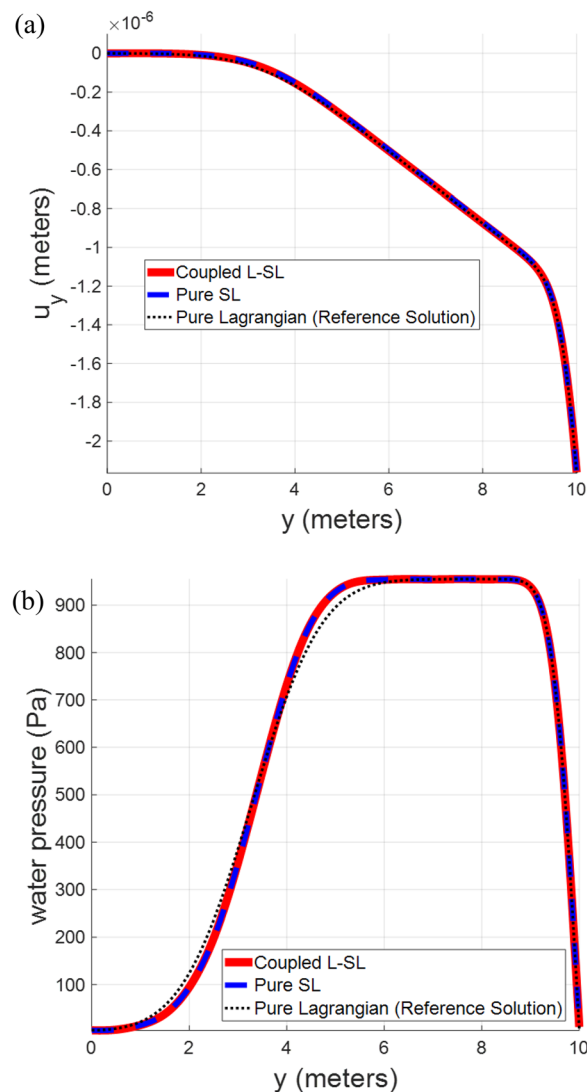 (a)
×10⁻⁶
0
-0.2
-0.4
-0.6
-0.8
-1
-1.2
-1.4
-1.6
-1.8
-2
u_y (meters)
Coupled L-SL
Pure SL
Pure Lagrangian (Reference Solution)
0 2 4 6 8 10
y (meters)
(b)
900
800
700
600
500
400
300
200
100
water pressure (Pa)
Coupled L-SL
Pure SL
Pure Lagrangian (Reference Solution)
0 2 4 6 8 10
y (meters)